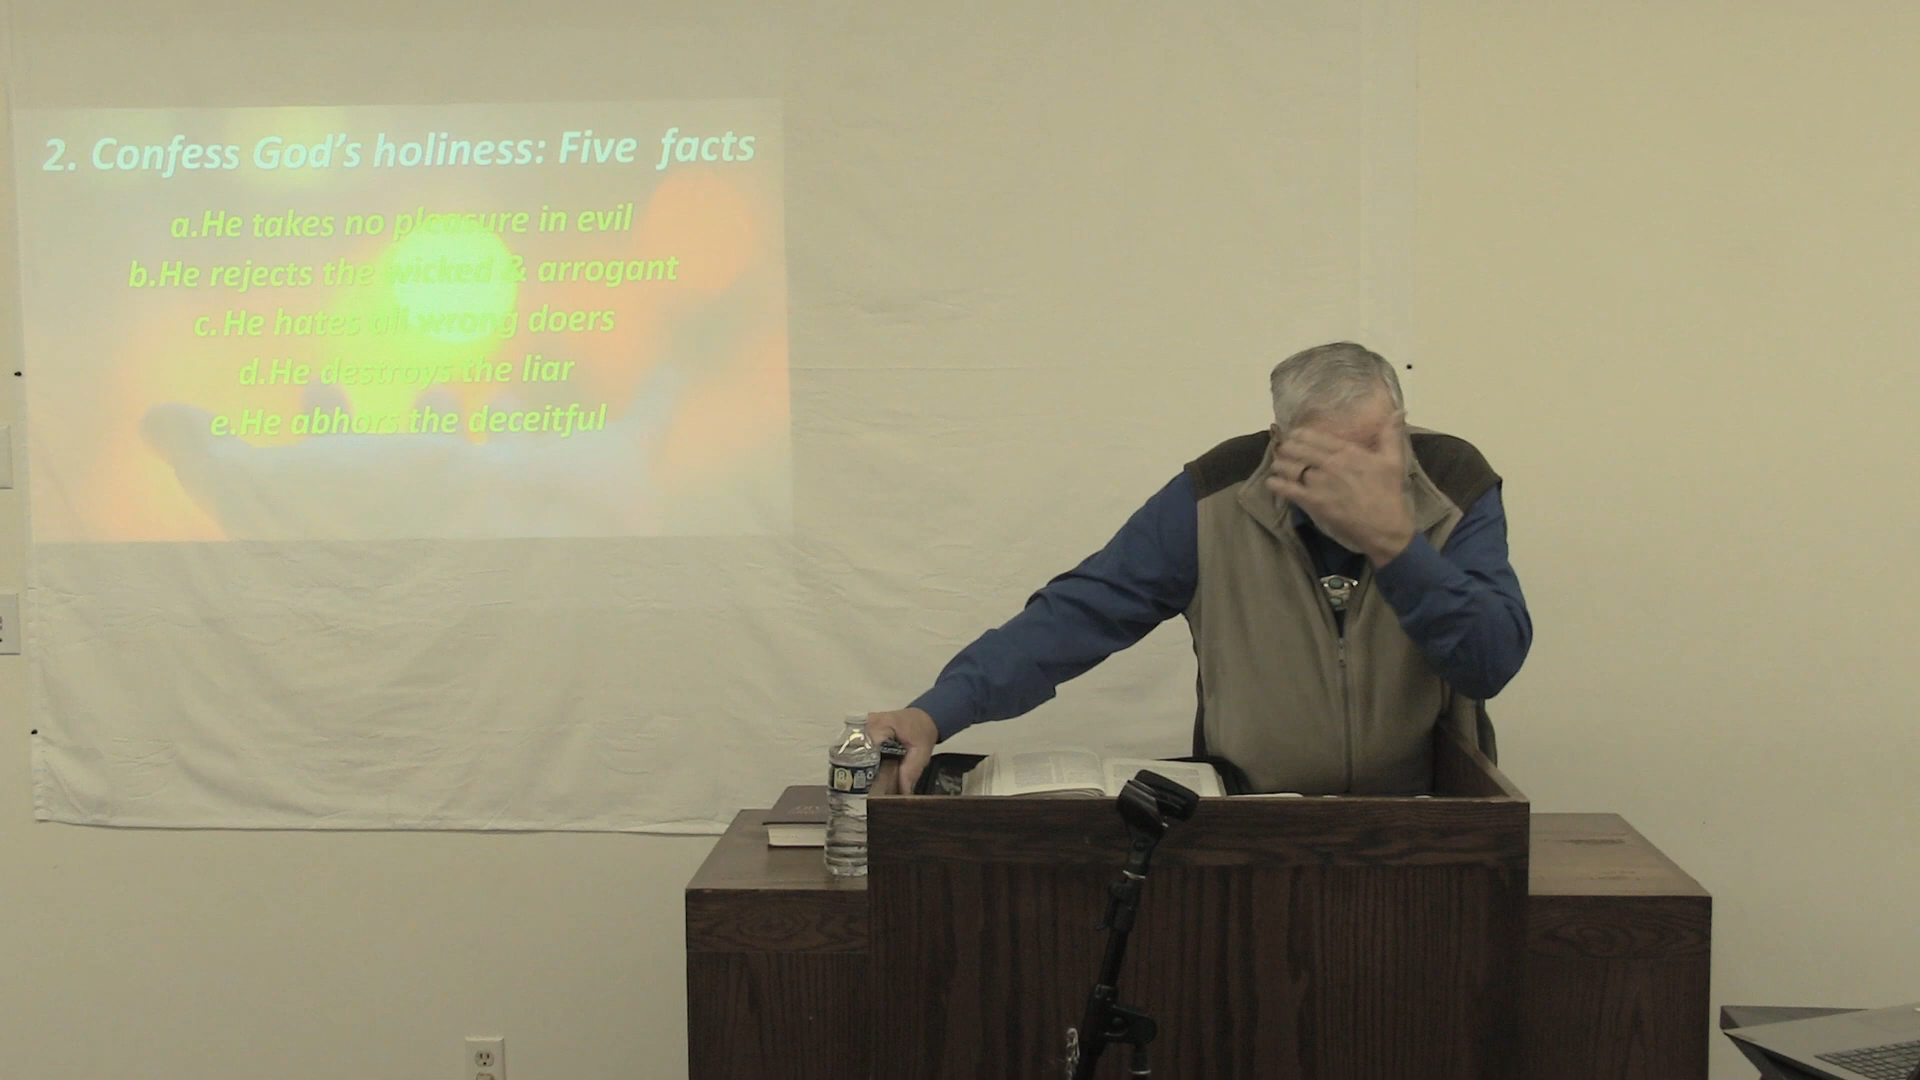 2. Confess God's holiness: Five facts
a.He takes no pleasure in evil
b.He rejects the wicked & arrogant
c.He hates all wrong doers
d.He destroys the liar
e.He abhors the deceitful